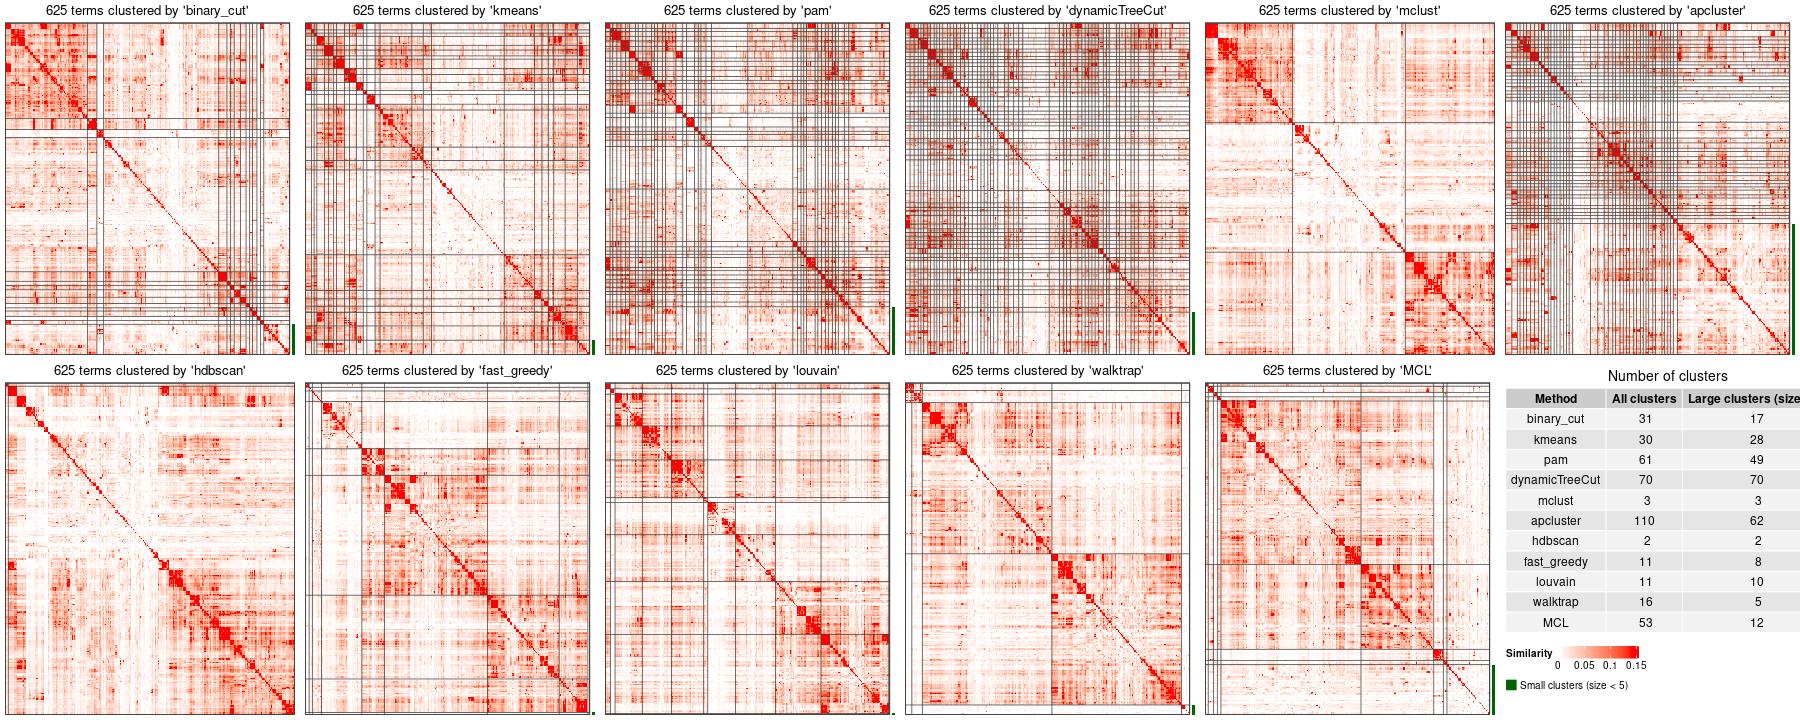 625 terms clustered by 'binary_cut'
625 terms clustered by 'kmeans'
625 terms clustered by 'pam'
625 terms clustered by 'dynamicTreeCut'
625 terms clustered by 'mclust'
625 terms clustered by 'apcluster'
625 terms clustered by 'hdbscan'
625 terms clustered by 'fast_greedy'
625 terms clustered by 'louvain'
625 terms clustered by 'walktrap'
625 terms clustered by 'MCL'
Number of clusters
Method All clusters Large clusters (size
binary_cut 31 17
kmeans 30 28
pam 61 49
dynamicTreeCut 70 70
mclust 3 3
apcluster 110 62
hdbscan 2 2
fast_greedy 11 8
louvain 11 10
walktrap 16 5
MCL 53 12
Similarity
0 0.05 0.1 0.15
Small clusters (size < 5)